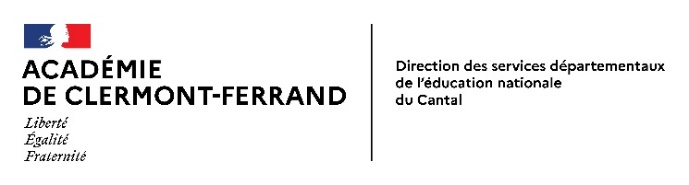 ACADÉMIE
DE CLERMONT-FERRAND
Liberté
Égalité
Fraternité
Direction des services départementaux
de l'éducation nationale
du Cantal